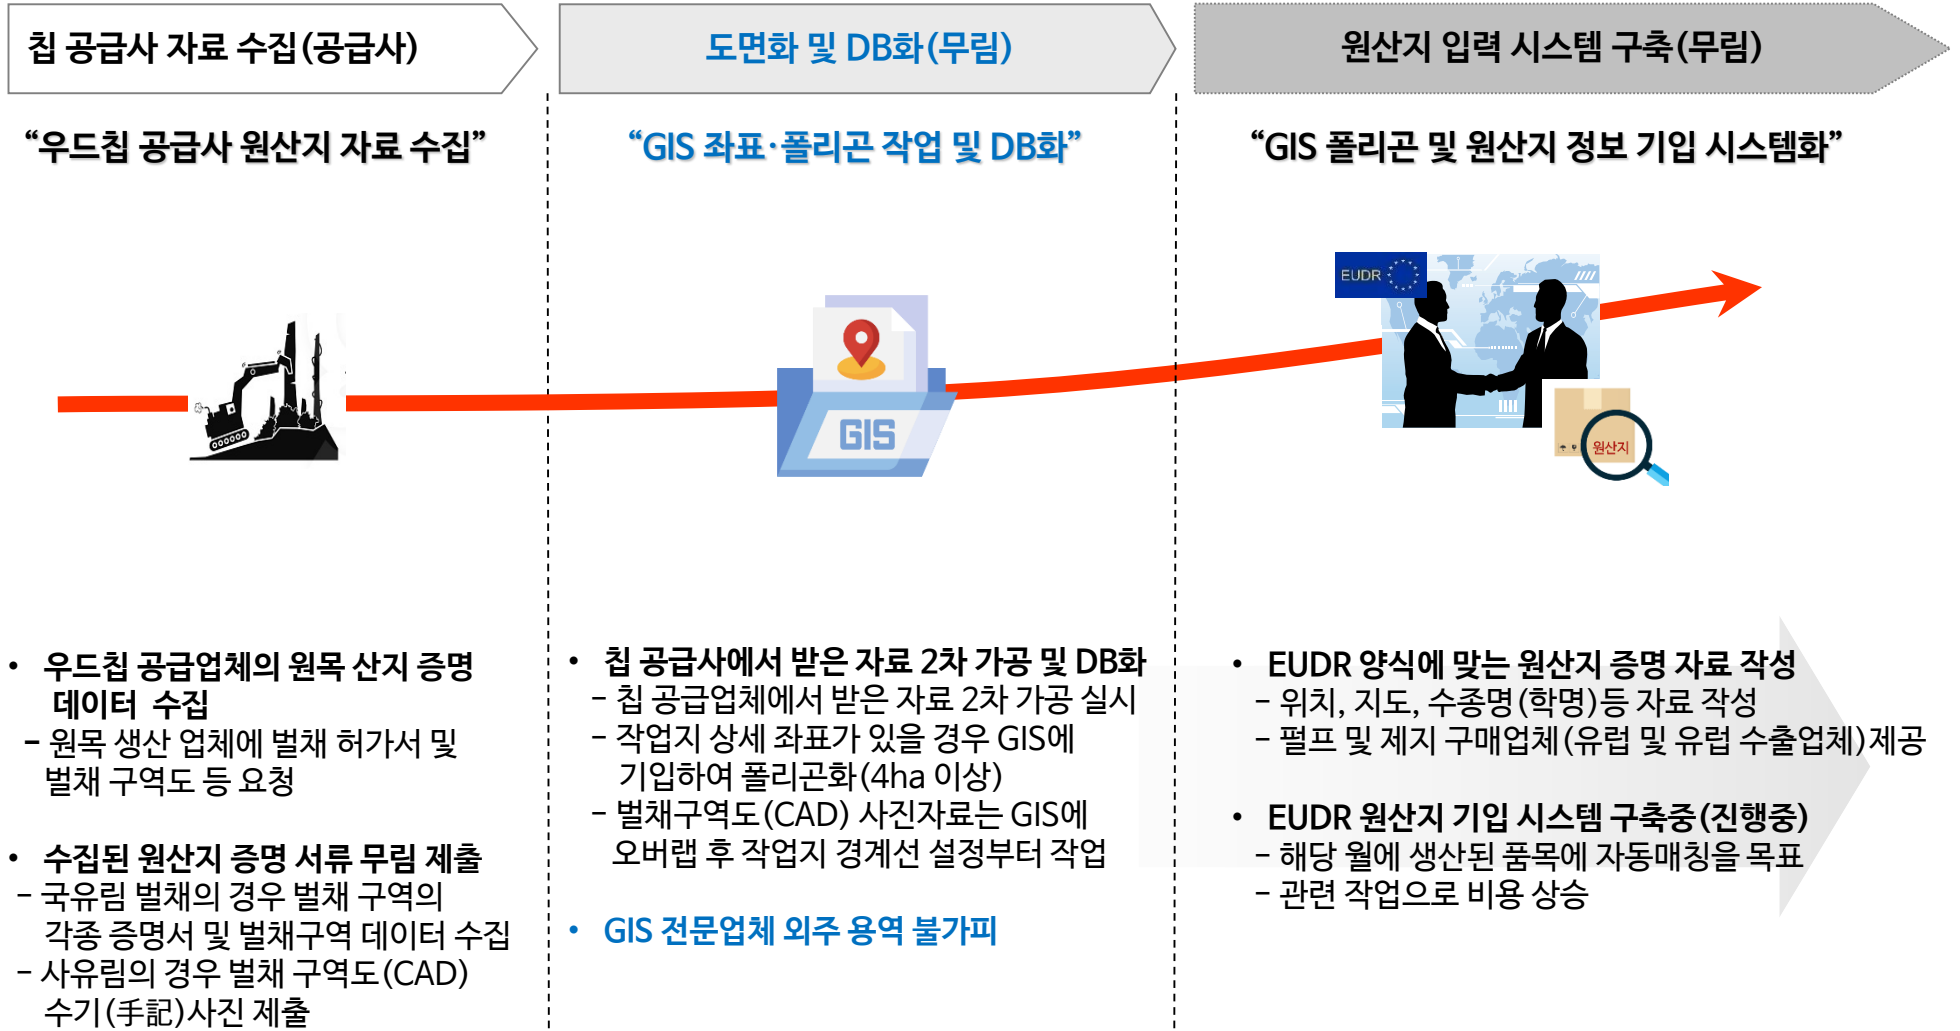 칩 공급사 자료 수집(공급사)
도면화 및 DB화(무림)
원산지 입력 시스템 구축(무림)
“우드칩 공급사 원산지 자료 수집”
“GIS 좌표·폴리곤 작업 및 DB화”
“GIS 폴리곤 및 원산지 정보 기입 시스템화”
EUDR
GIS
원산지
• 우드칩 공급업체의 원목 산지 증명
데이터 수집
- 원목 생산 업체에 벌채 허가서 및
벌채 구역도 등 요청
• 수집된 원산지 증명 서류 무림 제출
- 국유림 벌채의 경우 벌채 구역의
각종 증명서 및 벌채구역 데이터 수집
- 사유림의 경우 벌채 구역도(CAD)
수기(手記)사진 제출
• 칩 공급사에서 받은 자료 2차 가공 및 DB화
- 칩 공급업체에서 받은 자료 2차 가공 실시
- 작업지 상세 좌표가 있을 경우 GIS에
기입하여 폴리곤화(4ha 이상)
- 벌채구역도(CAD) 사진자료는 GIS에
오버랩 후 작업지 경계선 설정부터 작업
• GIS 전문업체 외주 용역 불가피
• EUDR 양식에 맞는 원산지 증명 자료 작성
- 위치, 지도, 수종명(학명)등 자료 작성
- 펄프 및 제지 구매업체(유럽 및 유럽 수출업체)제공
• EUDR 원산지 기입 시스템 구축중(진행중)
- 해당 월에 생산된 품목에 자동매칭을 목표
- 관련 작업으로 비용 상승